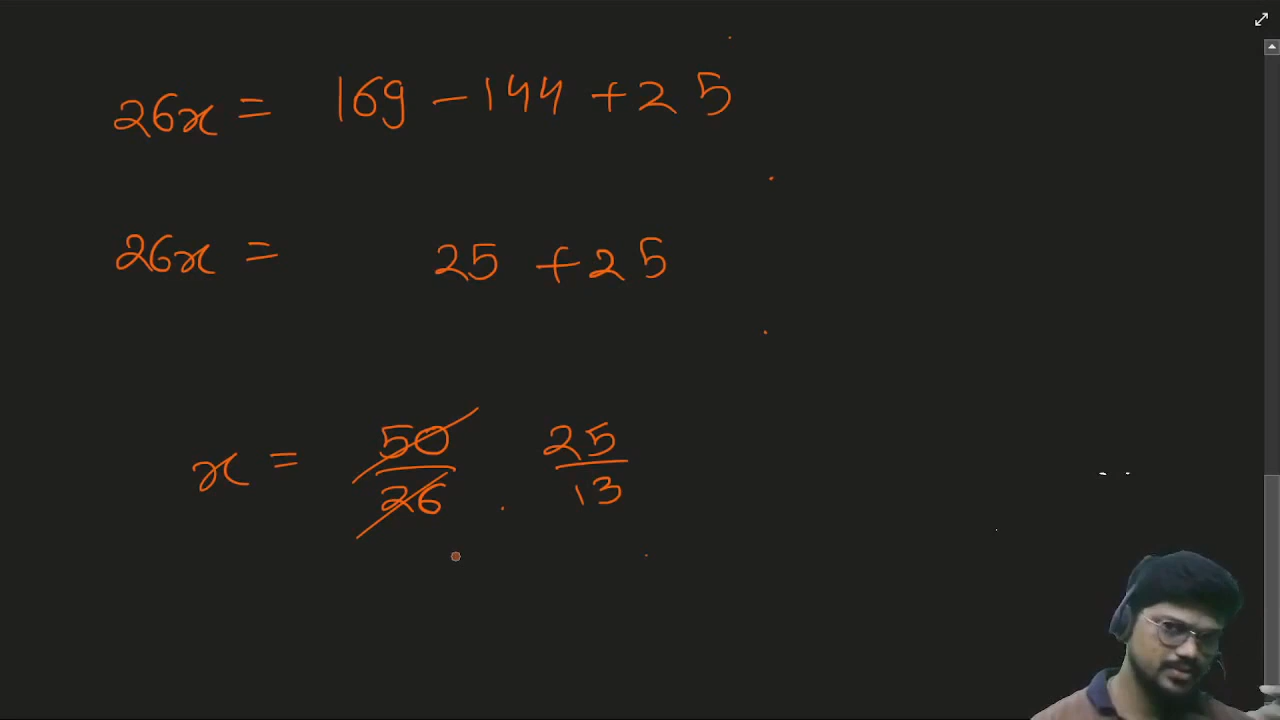 26x = 169 - 144 + 25
26x = 25 + 25
x = 50/26 . 25/13